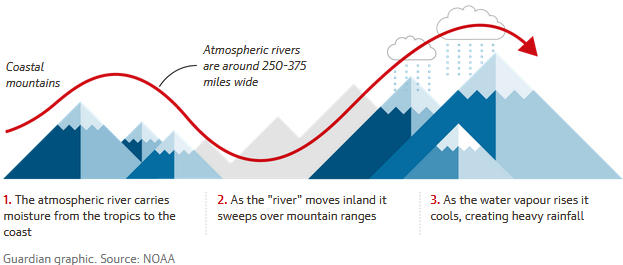 Coastal
mountains
Atmospheric rivers
are around 250-375
miles wide
1. The atmospheric river carries
moisture from the tropics to the
coast
2. As the "river" moves inland it
sweeps over mountain ranges
3. As the water vapour rises it
cools, creating heavy rainfall
Guardian graphic. Source: NOAA